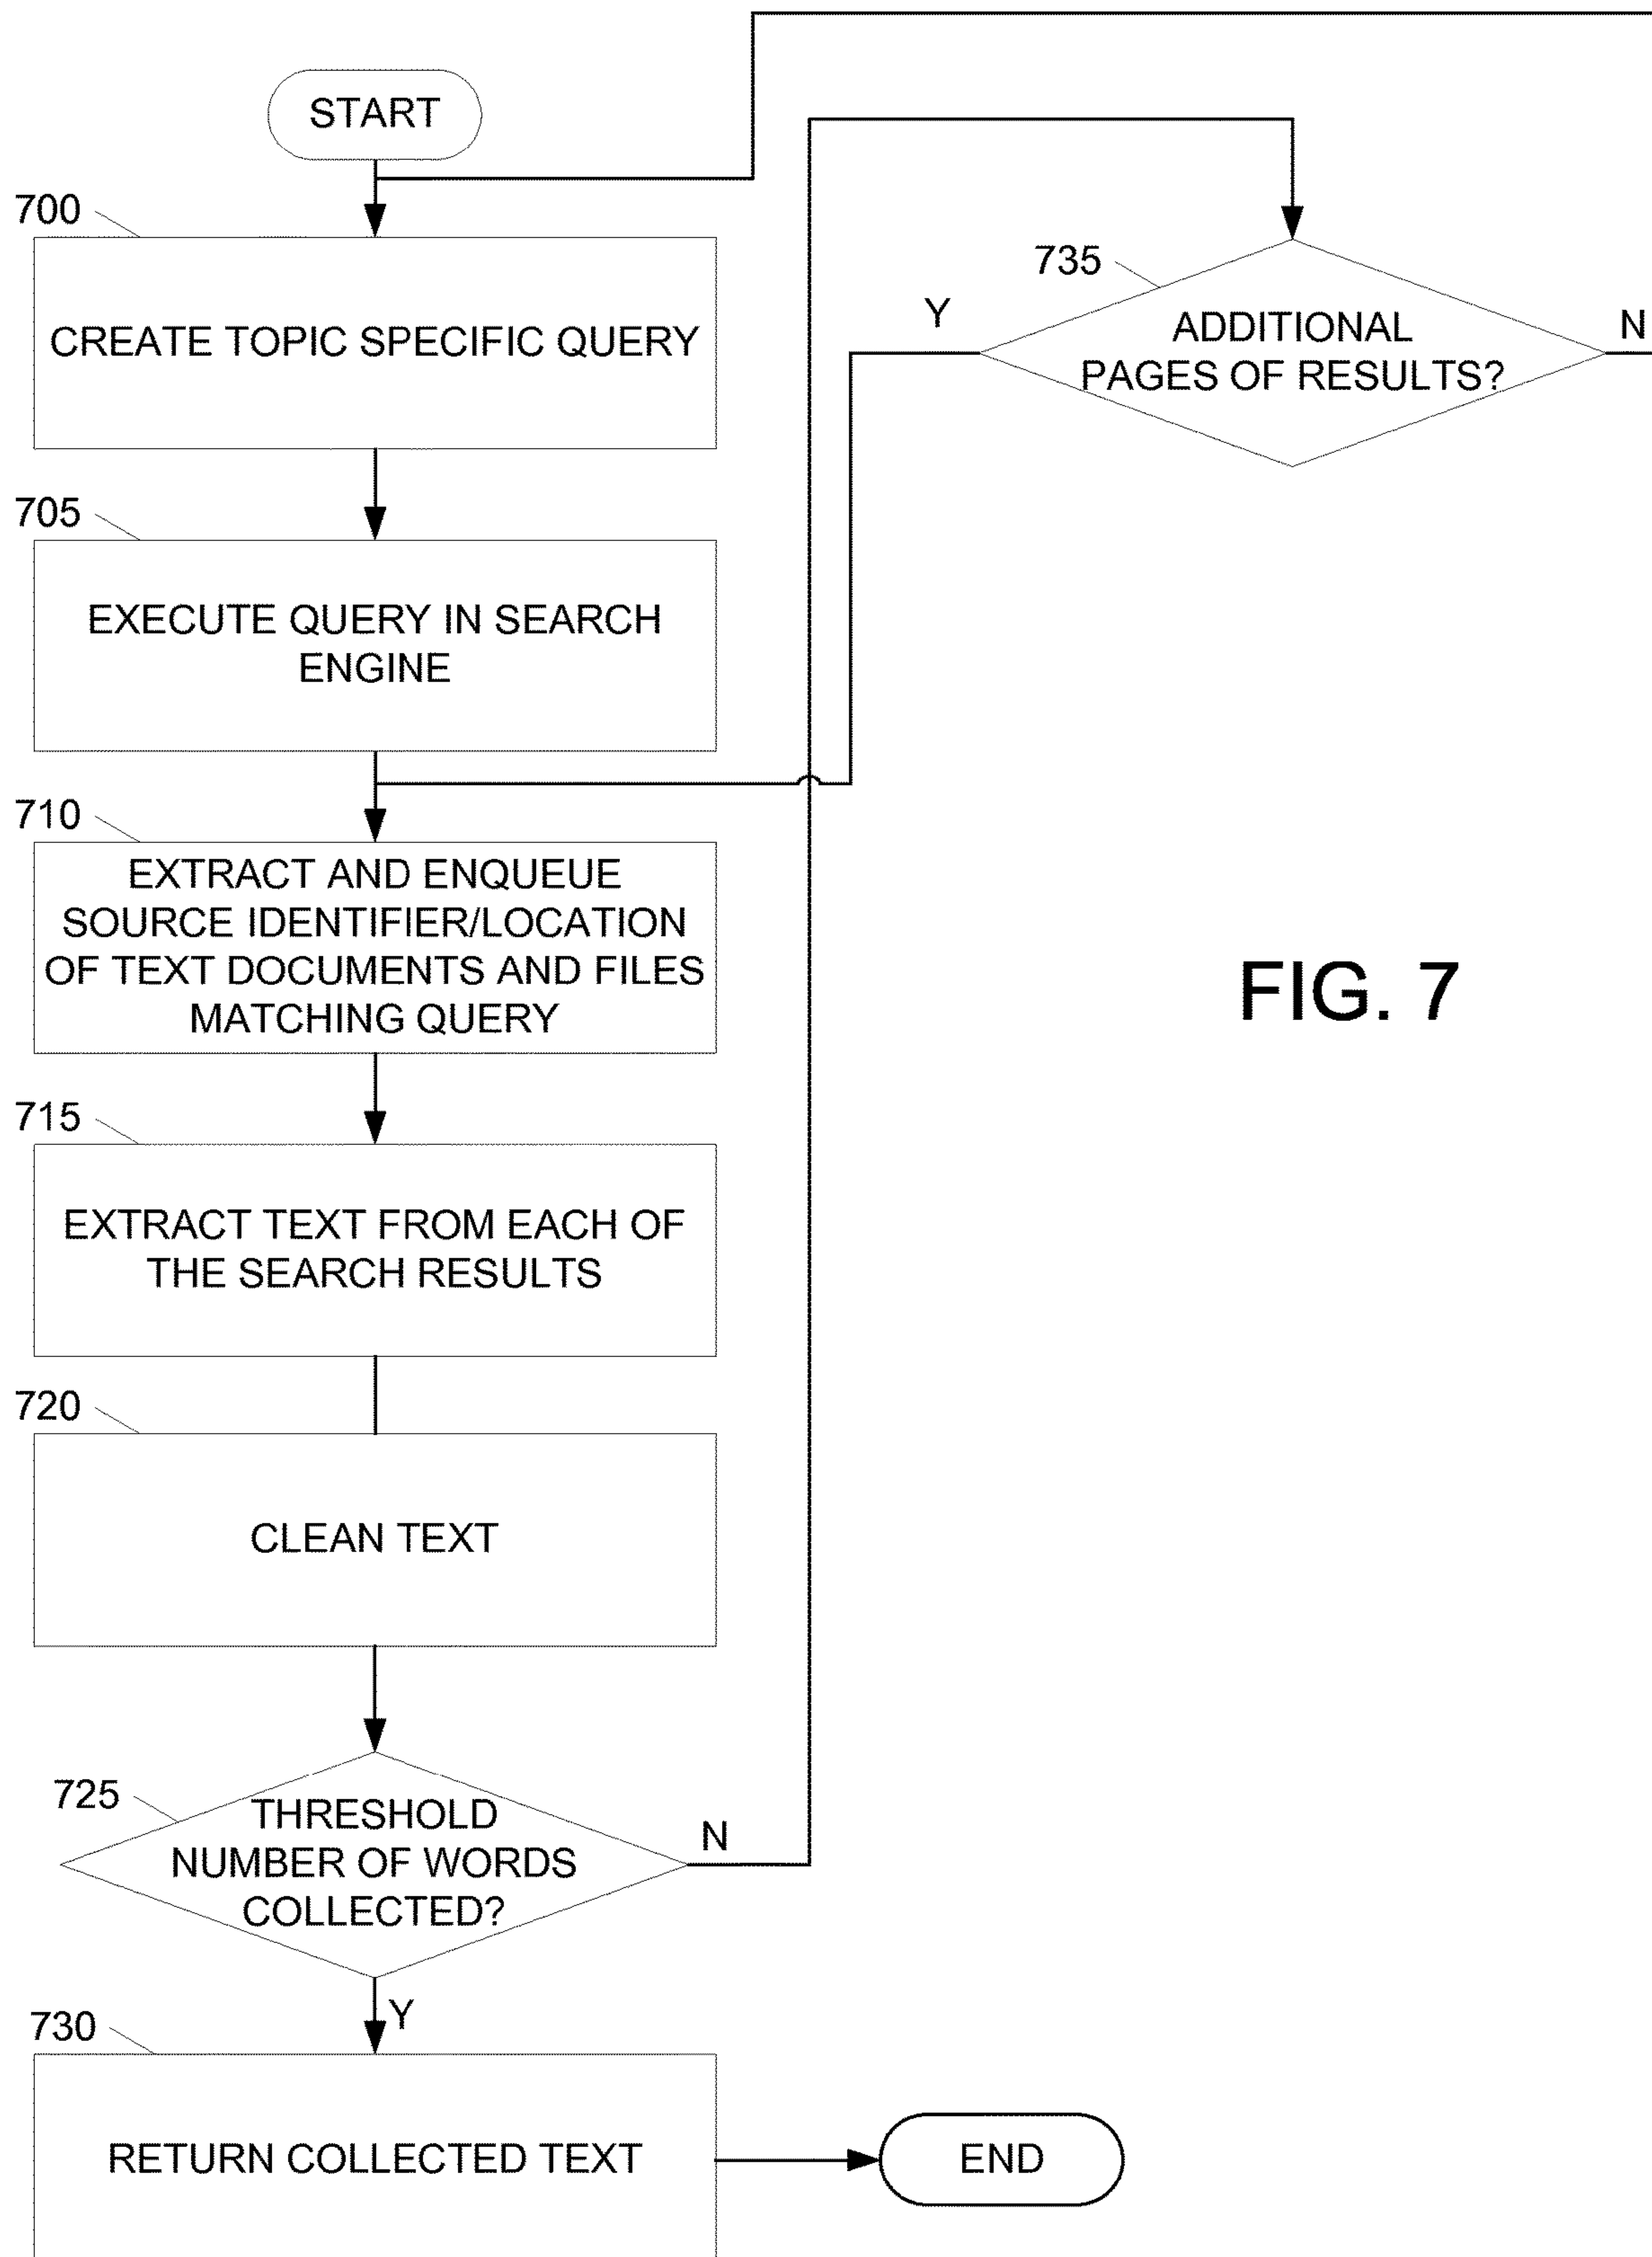 START
700
CREATE TOPIC SPECIFIC QUERY
735
Y
ADDITIONAL
PAGES OF RESULTS?
N
705
EXECUTE QUERY IN SEARCH
ENGINE
710
EXTRACT AND ENQUEUE
SOURCE IDENTIFIER/LOCATION
OF TEXT DOCUMENTS AND FILES
MATCHING QUERY
FIG. 7
715
EXTRACT TEXT FROM EACH OF
THE SEARCH RESULTS
720
CLEAN TEXT
725
THRESHOLD
NUMBER OF WORDS
COLLECTED?
N
Y
730
RETURN COLLECTED TEXT
END